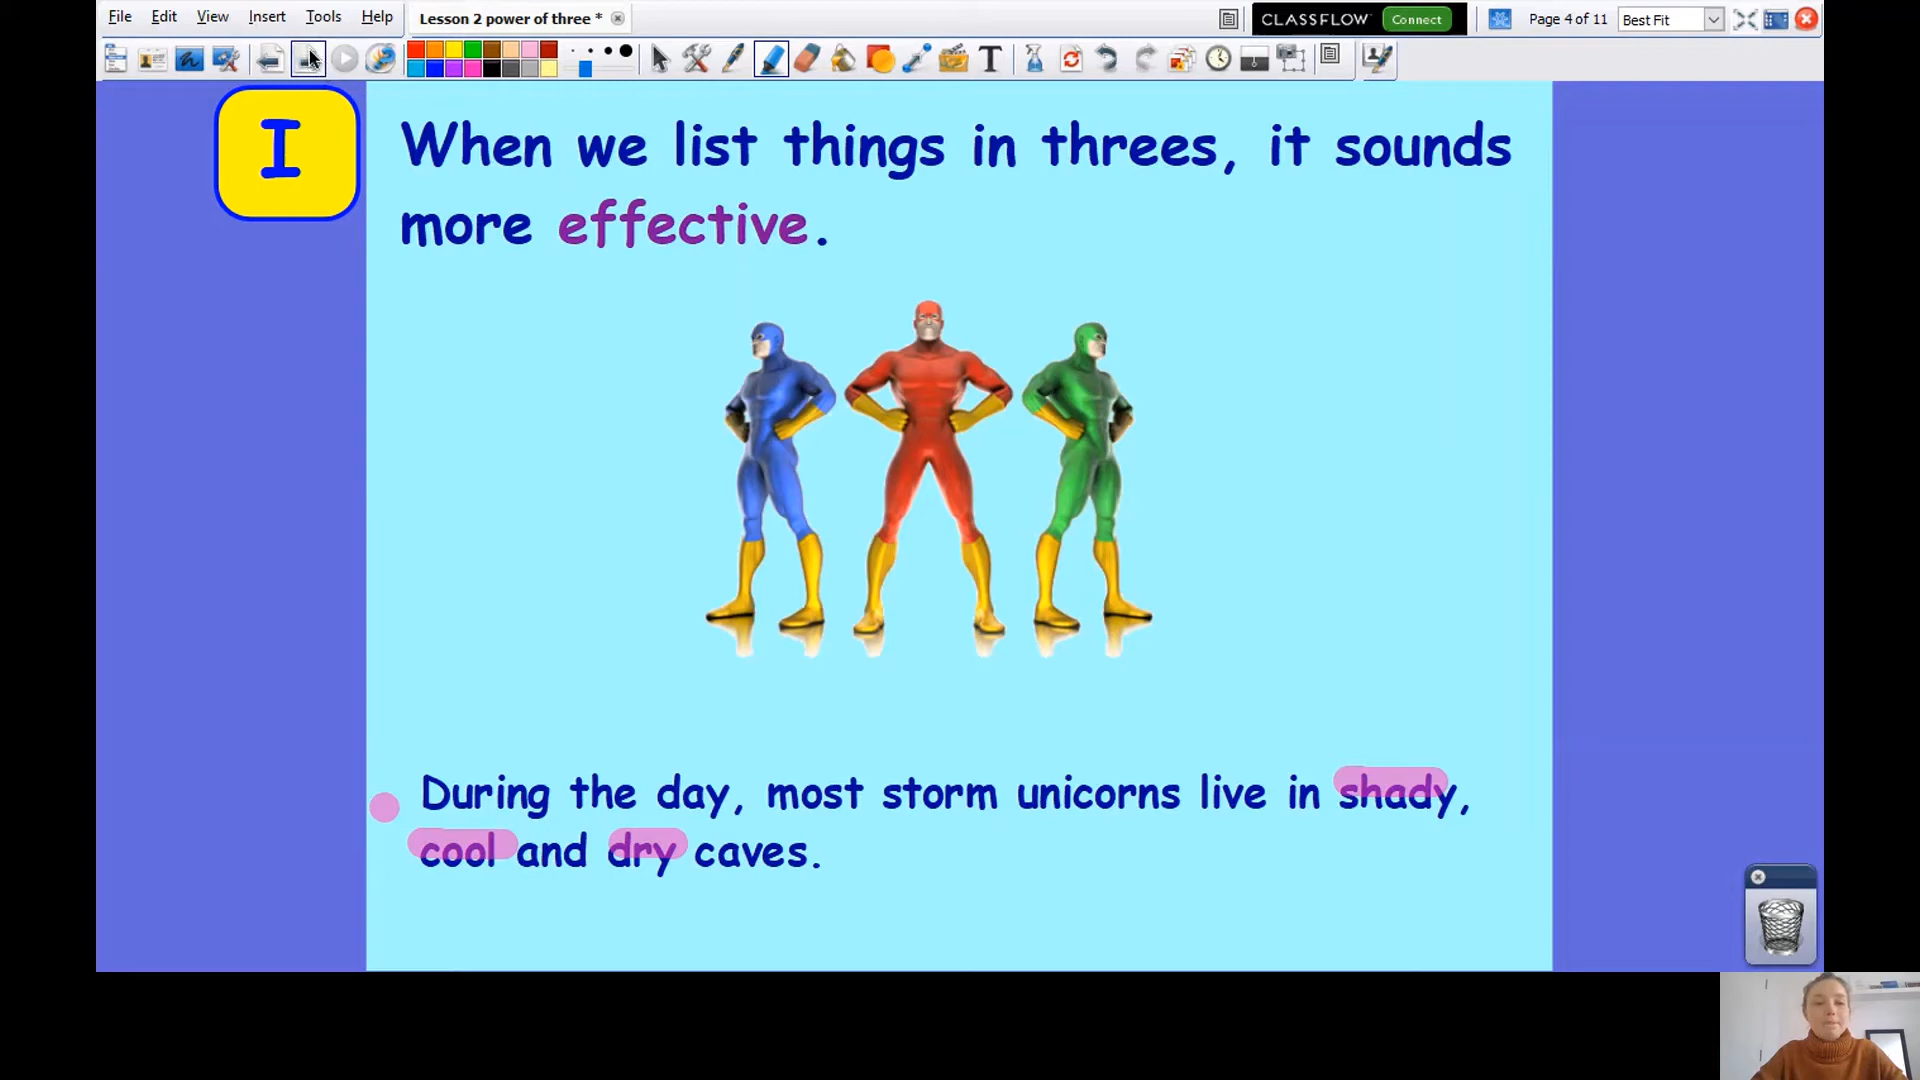 File Edit View Insert Tools Help
Lesson 2 power of three *
CLASSFLOW Connect
Page 4 of 11
Best Fit
T
I
When we list things in threes, it sounds
more effective.
During the day, most storm unicorns live in shady,
cool and dry caves.